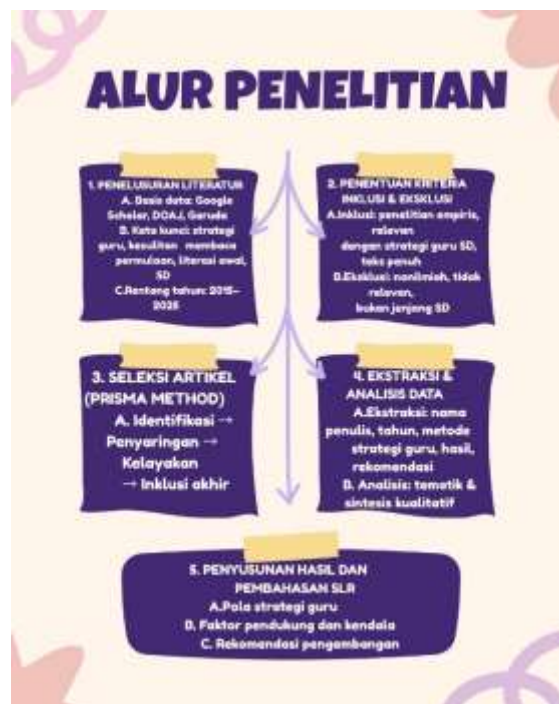 ALUR PENELITIAN
1. PENELUSURAN LITERATUR
A. Basis data: Google
Scholar, DOAJ, Garuda
B. Kata kunci: strategi
guru, kesulitan membaca
permulaan, literasi awal,
SD
C.Rentang tahun: 2015–
2025
2. PENENTUAN KRITERIA
INKLUSI & EKSKLUSI
A.Inklusi: penelitian empiris,
relevan
dengan strategi guru SD,
teks penuh
B.Eksklusi: nonilmiah, tidak
relevan,
bukan jenjang SD
3. SELEKSI ARTIKEL
(PRISMA METHOD)
A. Identifikasi →
Penyaringan →
Kelayakan
→ Inklusi akhir
4. EKSTRAKSI &
ANALISIS DATA
A.Ekstraksi: nama
penulis, tahun, metode
strategi guru, hasil,
rekomendasi
B. Analisis: tematik &
sintesis kualitatif
5. PENYUSUNAN HASIL DAN
PEMBAHASAN SLR
A.Pola strategi guru
B. Faktor pendukung dan kendala
C. Rekomendasi pengambangan